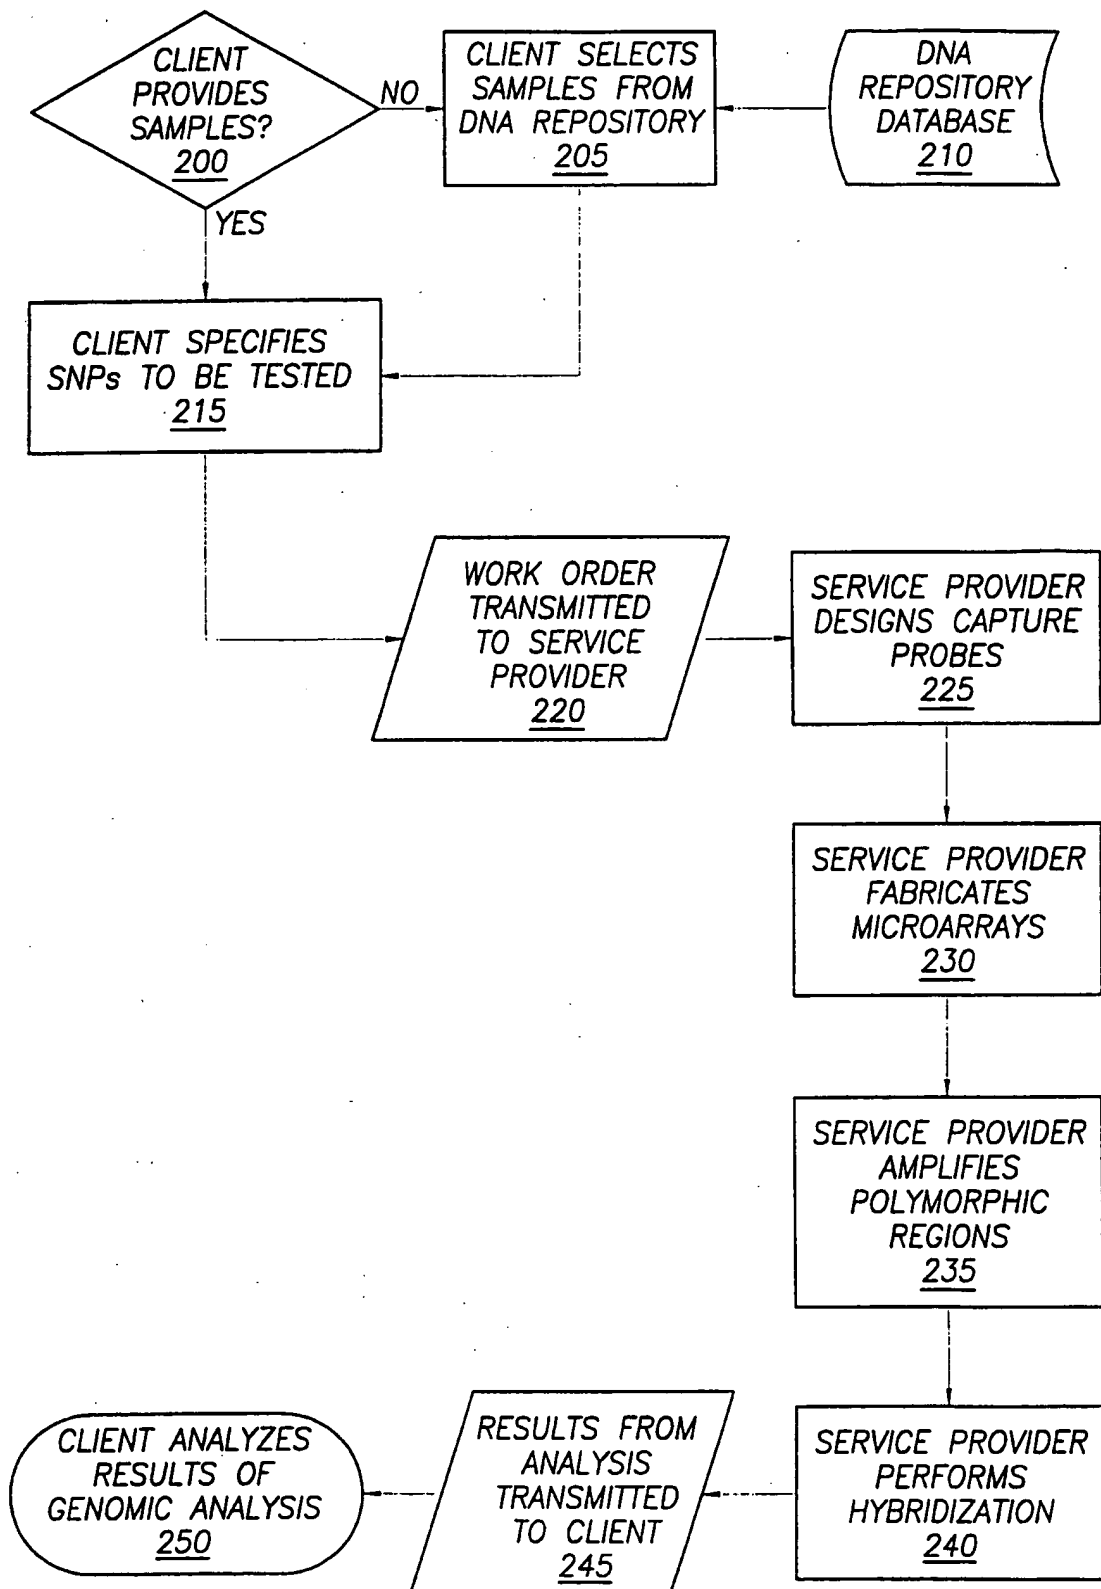 CLIENT
PROVIDES
SAMPLES?
200
NO
YES
CLIENT SELECTS
SAMPLES FROM
DNA REPOSITORY
205
DNA
REPOSITORY
DATABASE
210
CLIENT SPECIFIES
SNPs TO BE TESTED
215
WORK ORDER
TRANSMITTED
TO SERVICE
PROVIDER
220
SERVICE PROVIDER
DESIGNS CAPTURE
PROBES
225
SERVICE PROVIDER
FABRICATES
MICROARRAYS
230
SERVICE PROVIDER
AMPLIFIES
POLYMORPHIC
REGIONS
235
SERVICE PROVIDER
PERFORMS
HYBRIDIZATION
240
RESULTS FROM
ANALYSIS
TRANSMITTED
TO CLIENT
245
CLIENT ANALYZES
RESULTS OF
GENOMIC ANALYSIS
250